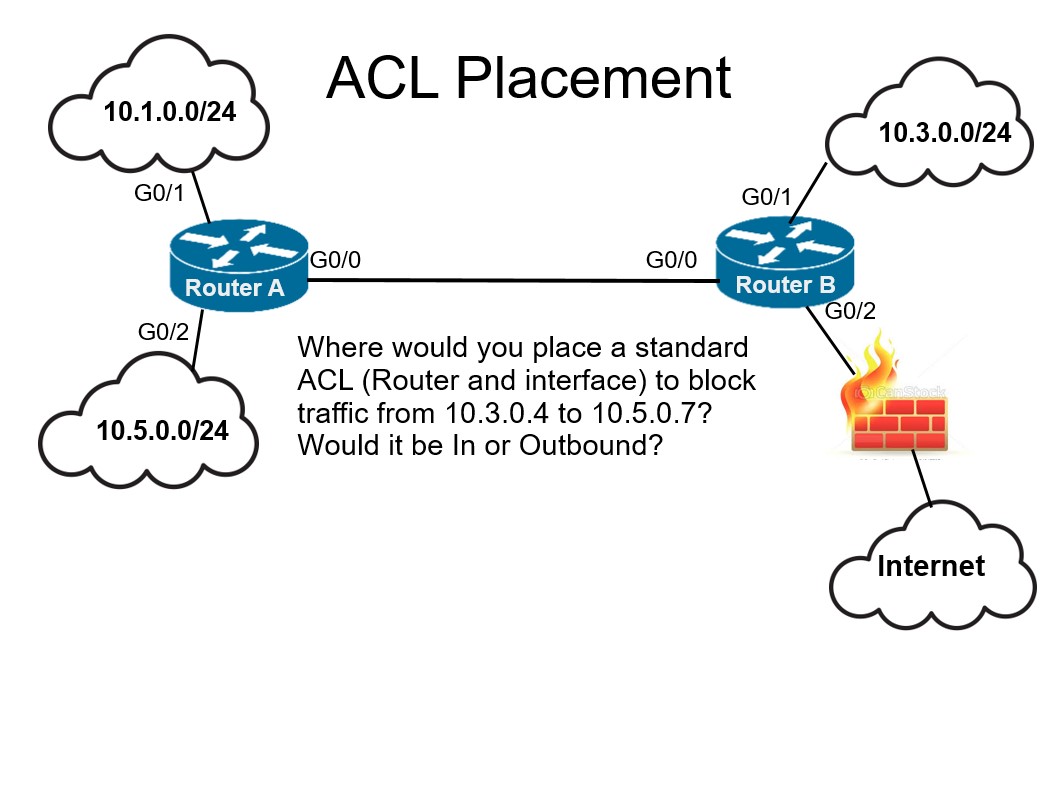 ACL Placement
10.1.0.0/24
10.3.0.0/24
G0/1
G0/1
G0/0
G0/0
Router A
Router B
G0/2
G0/2
Where would you place a standard
ACL (Router and interface) to block
traffic from 10.3.0.4 to 10.5.0.7?
Would it be In or Outbound?
(c) CanStock
10.5.0.0/24
Internet